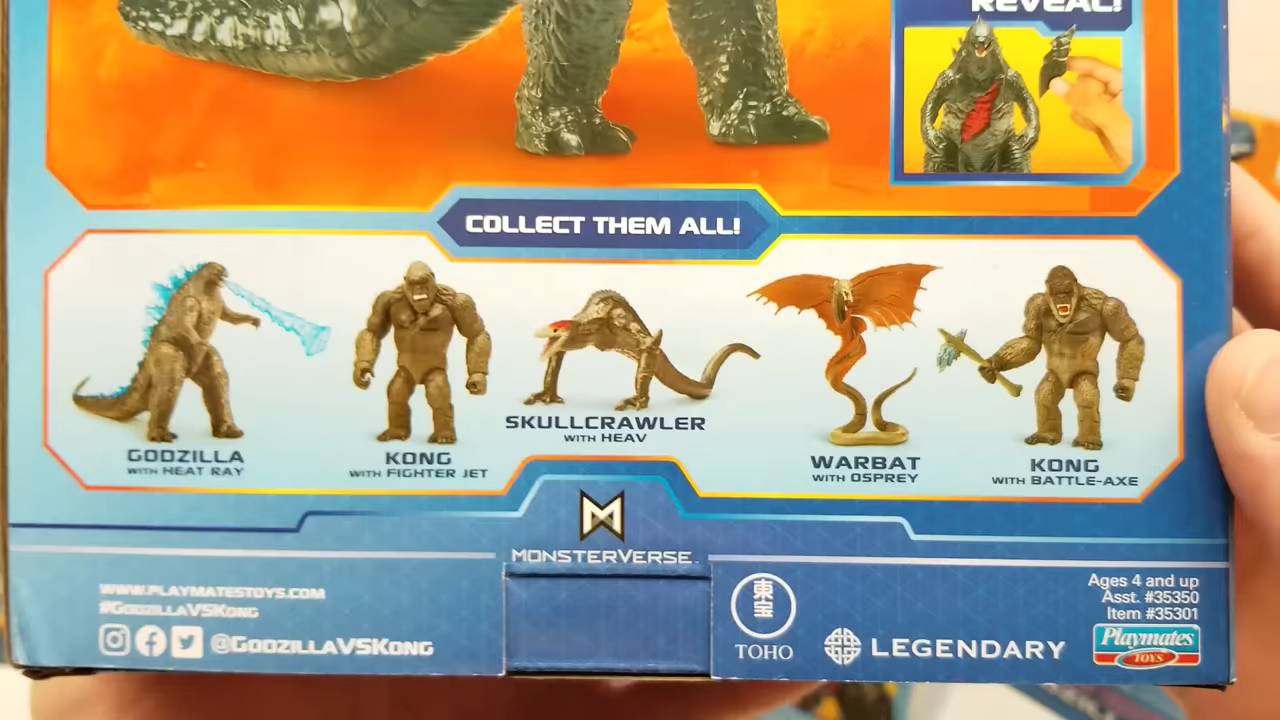 REVEAL!
COLLECT THEM ALL!
GODZILLA
WITH HEAT RAY
KONG
WITH FIGHTER JET
SKULLCRAWLER
WITH HEAV
WARBAT
WITH OSPREY
KONG
WITH BATTLE-AXE
MONSTERVERSE
WWW.PLAYMATESTOYS.COM
#GODZILLAVSKONG
@GODZILLAVSKONG
東宝
TOHO
LEGENDARY
Ages 4 and up
Asst. #35350
Item #35301
Playmates
TOYS